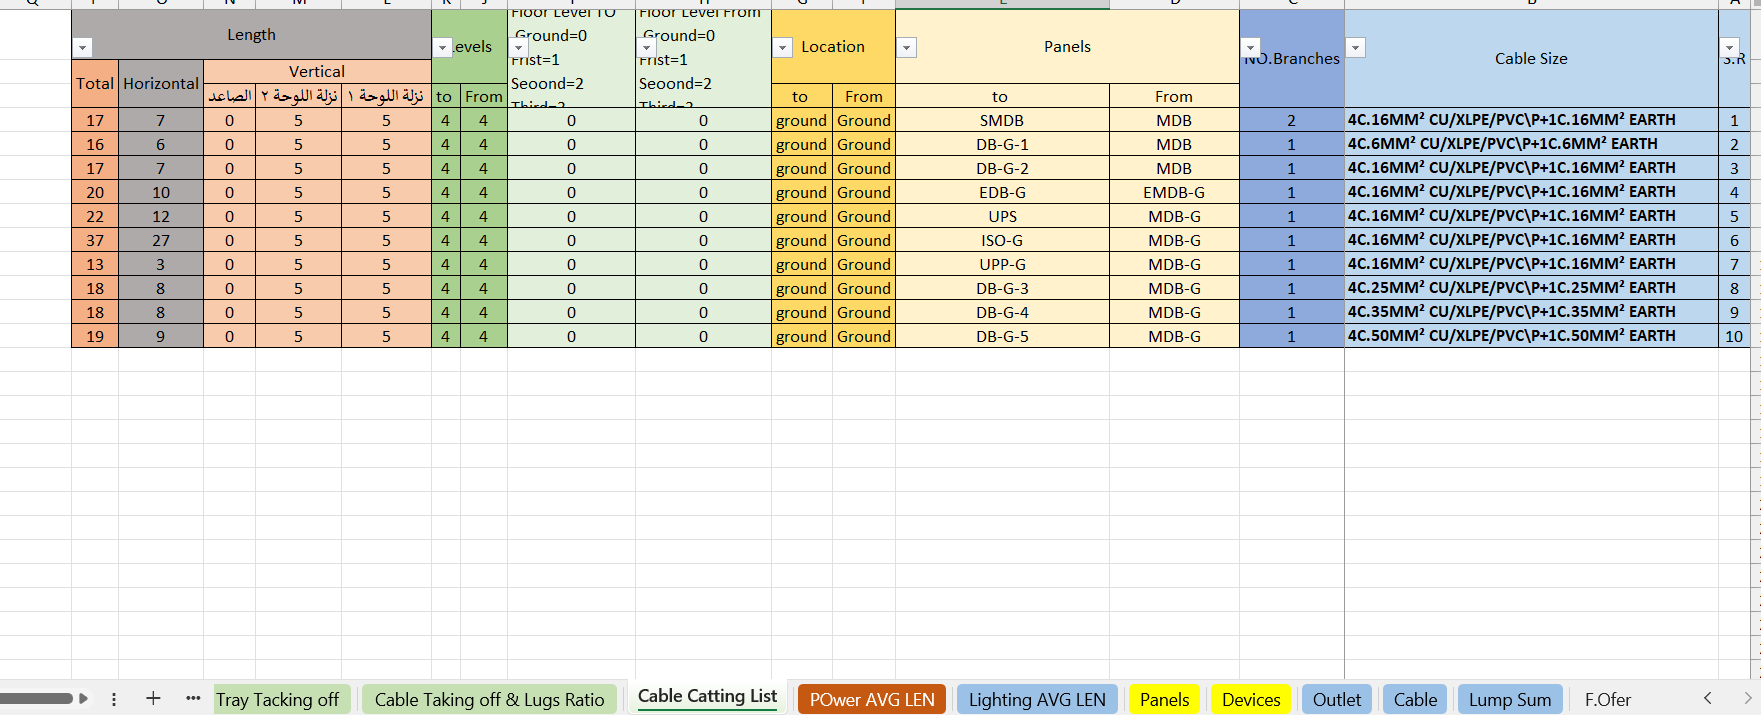 Q P O N M L K J I H G F E D C B A
Length
Levels
Floor Level TO
Ground=0
Frist=1
Seoond=2
Third=3
Floor Level From
Ground=0
Frist=1
Seoond=2
Third=3
Location
Panels
NO.Branches
Cable Size
S.R
Total Horizontal
Vertical
الصاعد نزلة اللوحة ٢ نزلة اللوحة ١
to From to From to From
17 7 0 5 5 4 4 0 0 ground Ground SMDB MDB 2 4C.16MM² CU/XLPE/PVC\P+1C.16MM² EARTH 1
16 6 0 5 5 4 4 0 0 ground Ground DB-G-1 MDB 1 4C.6MM² CU/XLPE/PVC\P+1C.6MM² EARTH 2
17 7 0 5 5 4 4 0 0 ground Ground DB-G-2 MDB 1 4C.16MM² CU/XLPE/PVC\P+1C.16MM² EARTH 3
20 10 0 5 5 4 4 0 0 ground Ground EDB-G EMDB-G 1 4C.16MM² CU/XLPE/PVC\P+1C.16MM² EARTH 4
22 12 0 5 5 4 4 0 0 ground Ground UPS MDB-G 1 4C.16MM² CU/XLPE/PVC\P+1C.16MM² EARTH 5
37 27 0 5 5 4 4 0 0 ground Ground ISO-G MDB-G 1 4C.16MM² CU/XLPE/PVC\P+1C.16MM² EARTH 6
13 3 0 5 5 4 4 0 0 ground Ground UPP-G MDB-G 1 4C.16MM² CU/XLPE/PVC\P+1C.16MM² EARTH 7
18 8 0 5 5 4 4 0 0 ground Ground DB-G-3 MDB-G 1 4C.25MM² CU/XLPE/PVC\P+1C.25MM² EARTH 8
18 8 0 5 5 4 4 0 0 ground Ground DB-G-4 MDB-G 1 4C.35MM² CU/XLPE/PVC\P+1C.35MM² EARTH 9
19 9 0 5 5 4 4 0 0 ground Ground DB-G-5 MDB-G 1 4C.50MM² CU/XLPE/PVC\P+1C.50MM² EARTH 10
Tray Tacking off Cable Taking off & Lugs Ratio Cable Catting List POwer AVG LEN Lighting AVG LEN Panels Devices Outlet Cable Lump Sum F.Ofer